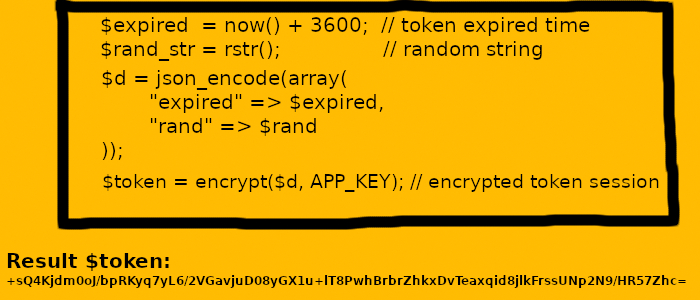 $expired  = now() + 3600;  // token expired time
$rand_str = rstr();                // random string
$d = json_encode(array(
        "expired" => $expired,
        "rand" => $rand
));
$token = encrypt($d, APP_KEY); // encrypted token session
Result $token:
+sQ4Kjdm0oJ/bpRKyq7yL6/2VGavjuD08yGX1u+lT8PwhBrbrZhkxDvTeaxqid8jlkFrssUNp2N9/HR57Zhc=